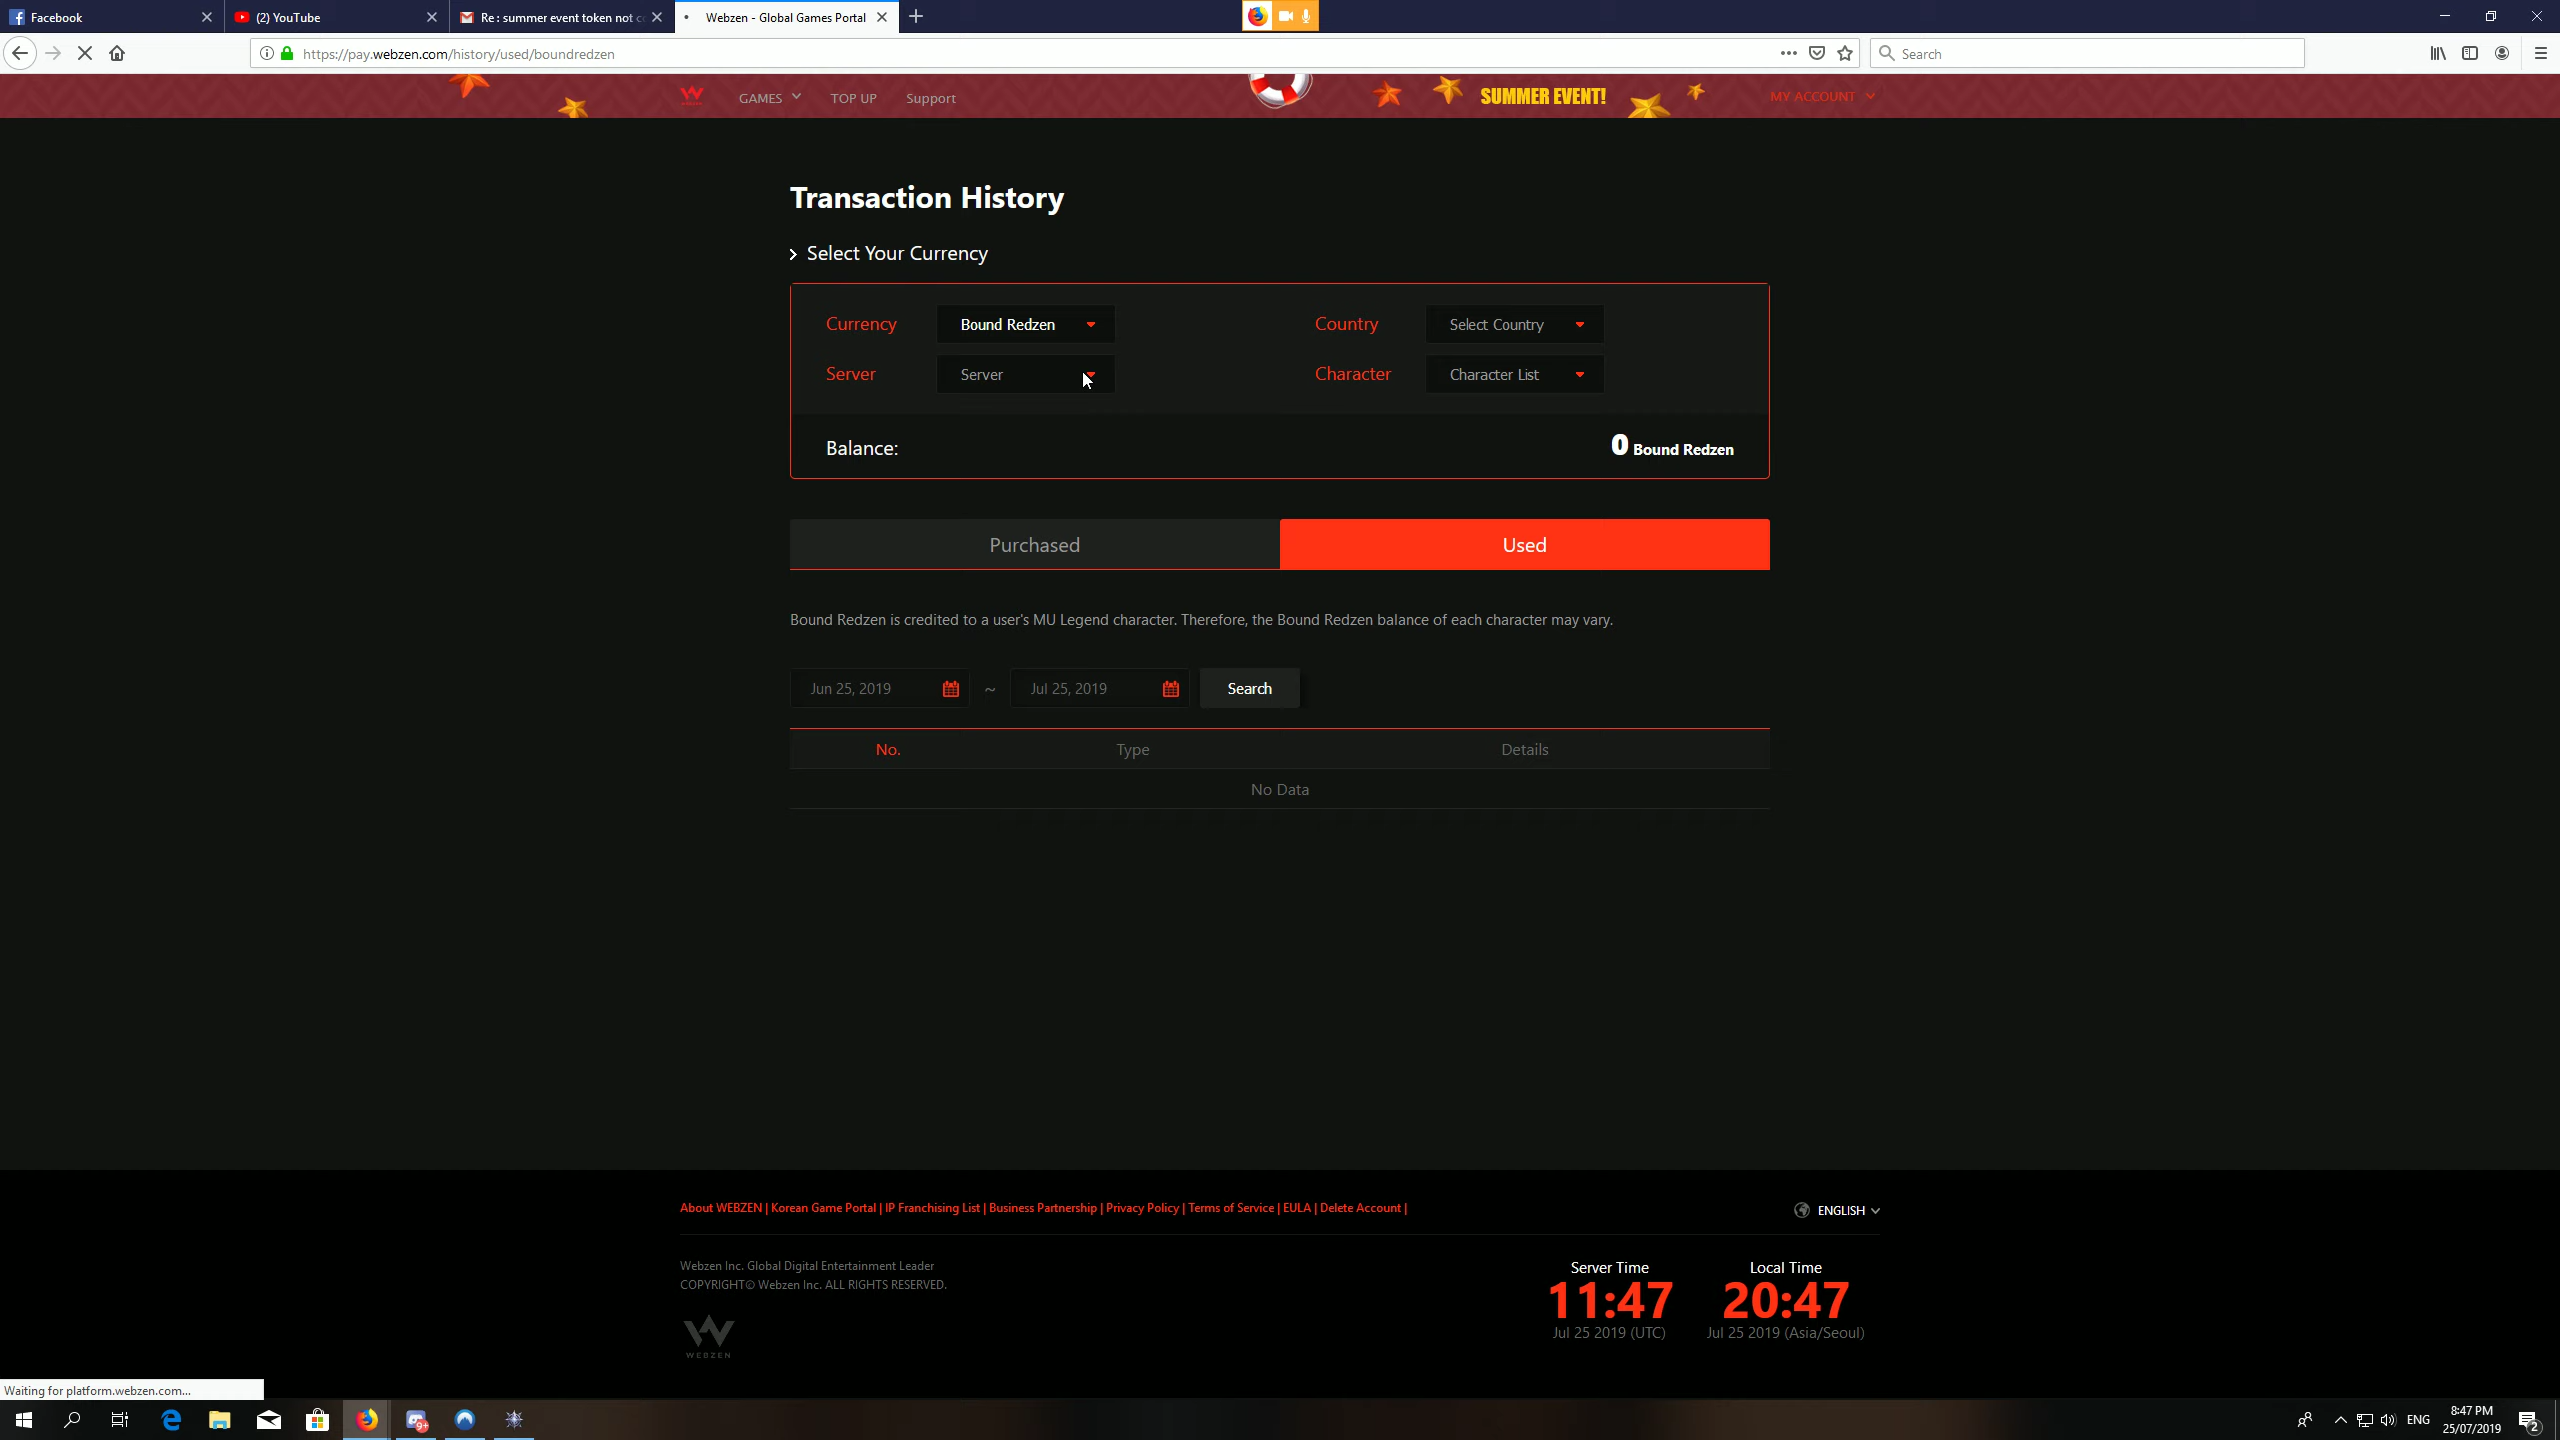 Facebook
(2) YouTube
Re : summer event token not c
Webzen - Global Games Portal
https://pay.webzen.com/history/used/boundredzen
Search
GAMES
TOP UP
Support
SUMMER EVENT!
MY ACCOUNT
Transaction History
Select Your Currency
Currency
Bound Redzen
Country
Select Country
Server
Server
Character
Character List
Balance:
0 Bound Redzen
Purchased
Used
Bound Redzen is credited to a user's MU Legend character. Therefore, the Bound Redzen balance of each character may vary.
Jun 25, 2019
~
Jul 25, 2019
Search
No.
Type
Details
No Data
About WEBZEN | Korean Game Portal | IP Franchising List | Business Partnership | Privacy Policy | Terms of Service | EULA | Delete Account |
ENGLISH
Webzen Inc. Global Digital Entertainment Leader
COPYRIGHT© Webzen Inc. ALL RIGHTS RESERVED.
WEBZEN
Server Time
11:47
Jul 25 2019 (UTC)
Local Time
20:47
Jul 25 2019 (Asia/Seoul)
Waiting for platform.webzen.com...
9+
ENG
8:47 PM
25/07/2019
2